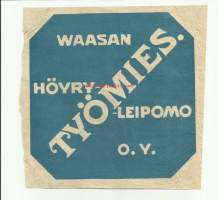 WAASAN
TYÖMIES.
HÖYRY
-LEIPOMO
O. Y.